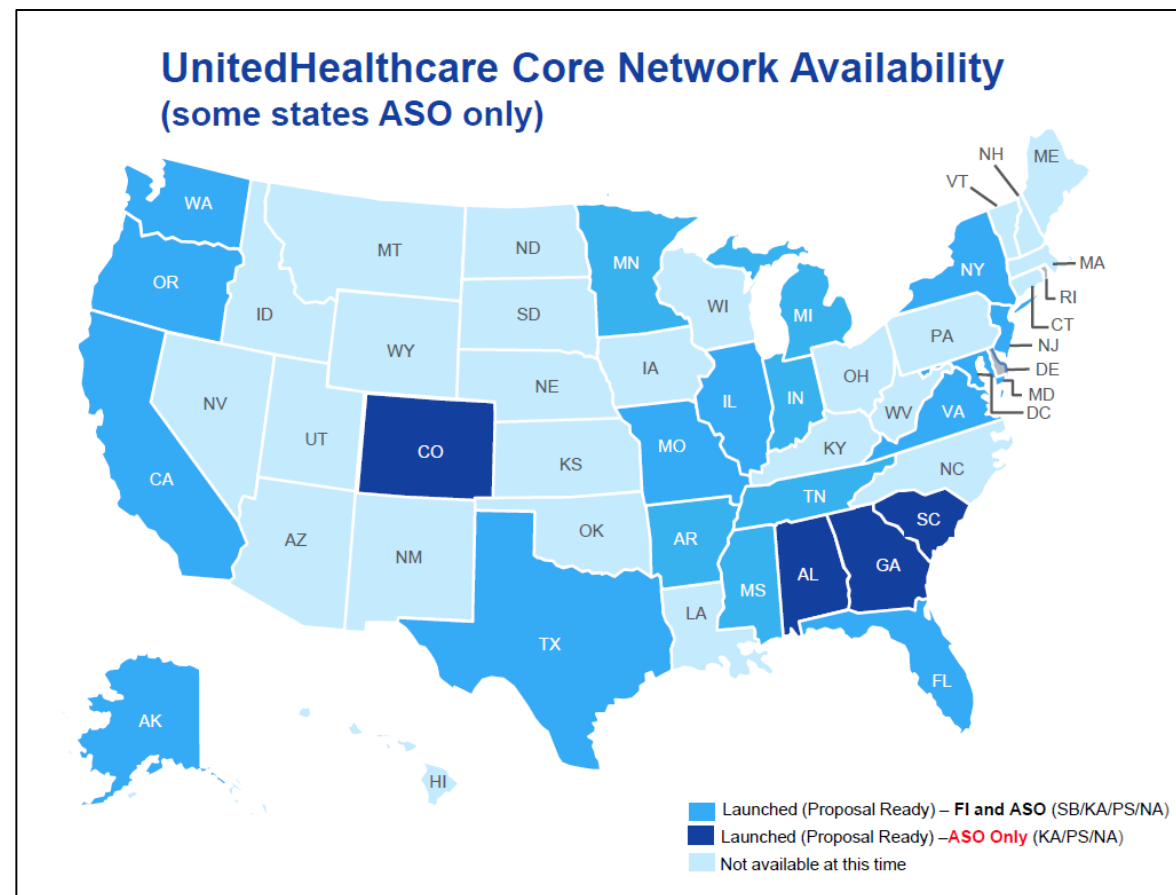 UnitedHealthcare Core Network Availability
(some states ASO only)
NH
ME
VT
WA
MT
ND
MN
OR
NY
MA
ID
SD
WI
MI
RI
WY
CT
PA
NJ
IA
NE
OH
DE
NV
IL
IN
MD
WV
VA
DC
UT
CO
MO
KY
KS
CA
NC
TN
OK
AR
SC
AZ
NM
AL
GA
MS
LA
TX
FL
AK
HI
Launched (Proposal Ready) – FI and ASO (SB/KA/PS/NA)
Launched (Proposal Ready) –ASO Only (KA/PS/NA)
Not available at this time